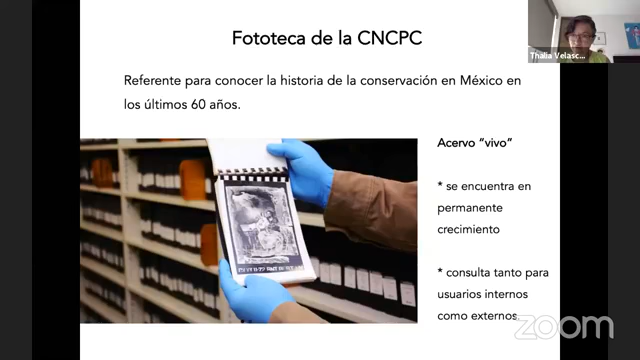 Fototeca de la CNCPC
Thalía Velasc...
Referente para conocer la historia de la conservación en México en
los últimos 60 años.
Acervo “vivo”
* se encuentra en
permanente
crecimiento
* consulta tanto para
usuarios internos
como externos.
zoom